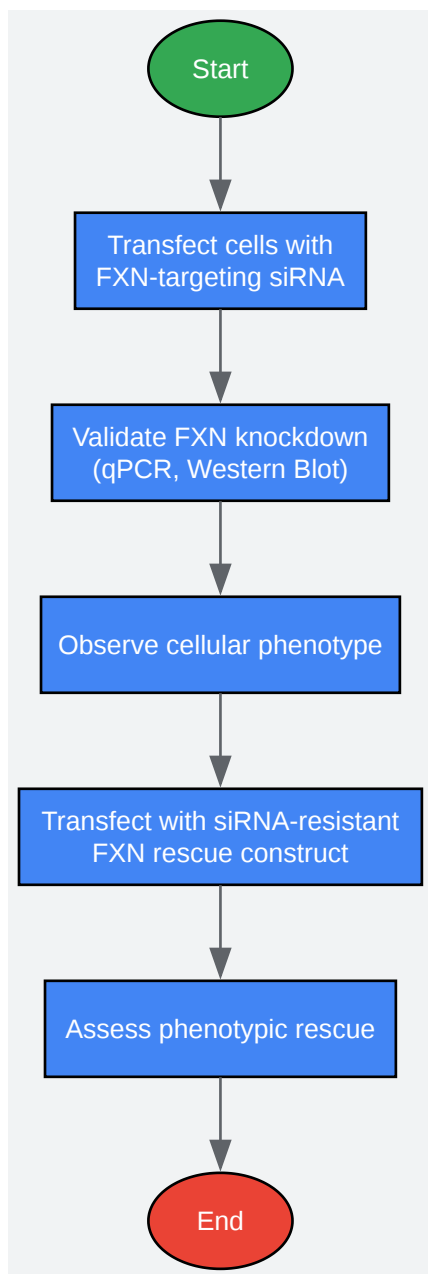 Start
Transfect cells with
FXN-targeting siRNA
Validate FXN knockdown
(qPCR, Western Blot)
Observe cellular phenotype
Transfect with siRNA-resistant
FXN rescue construct
Assess phenotypic rescue
End